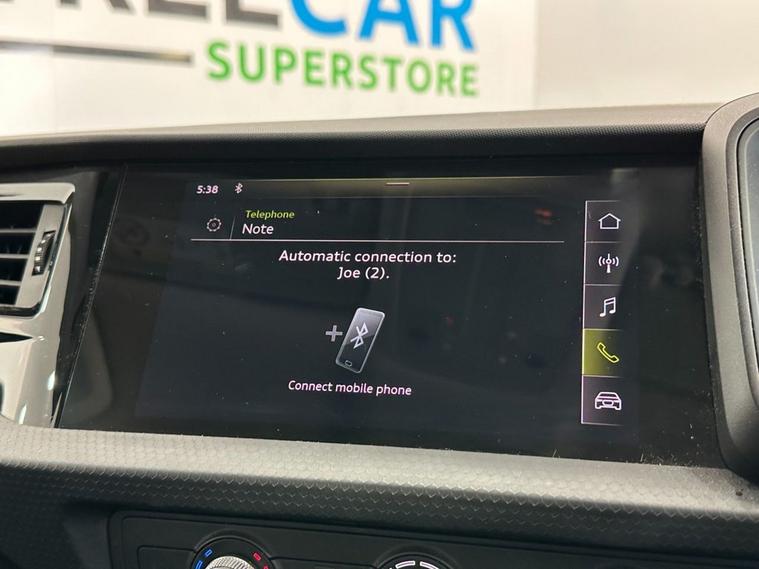 CAR
SUPERSTORE
5:38
Telephone
Note
Automatic connection to:
Joe (2).
Connect mobile phone